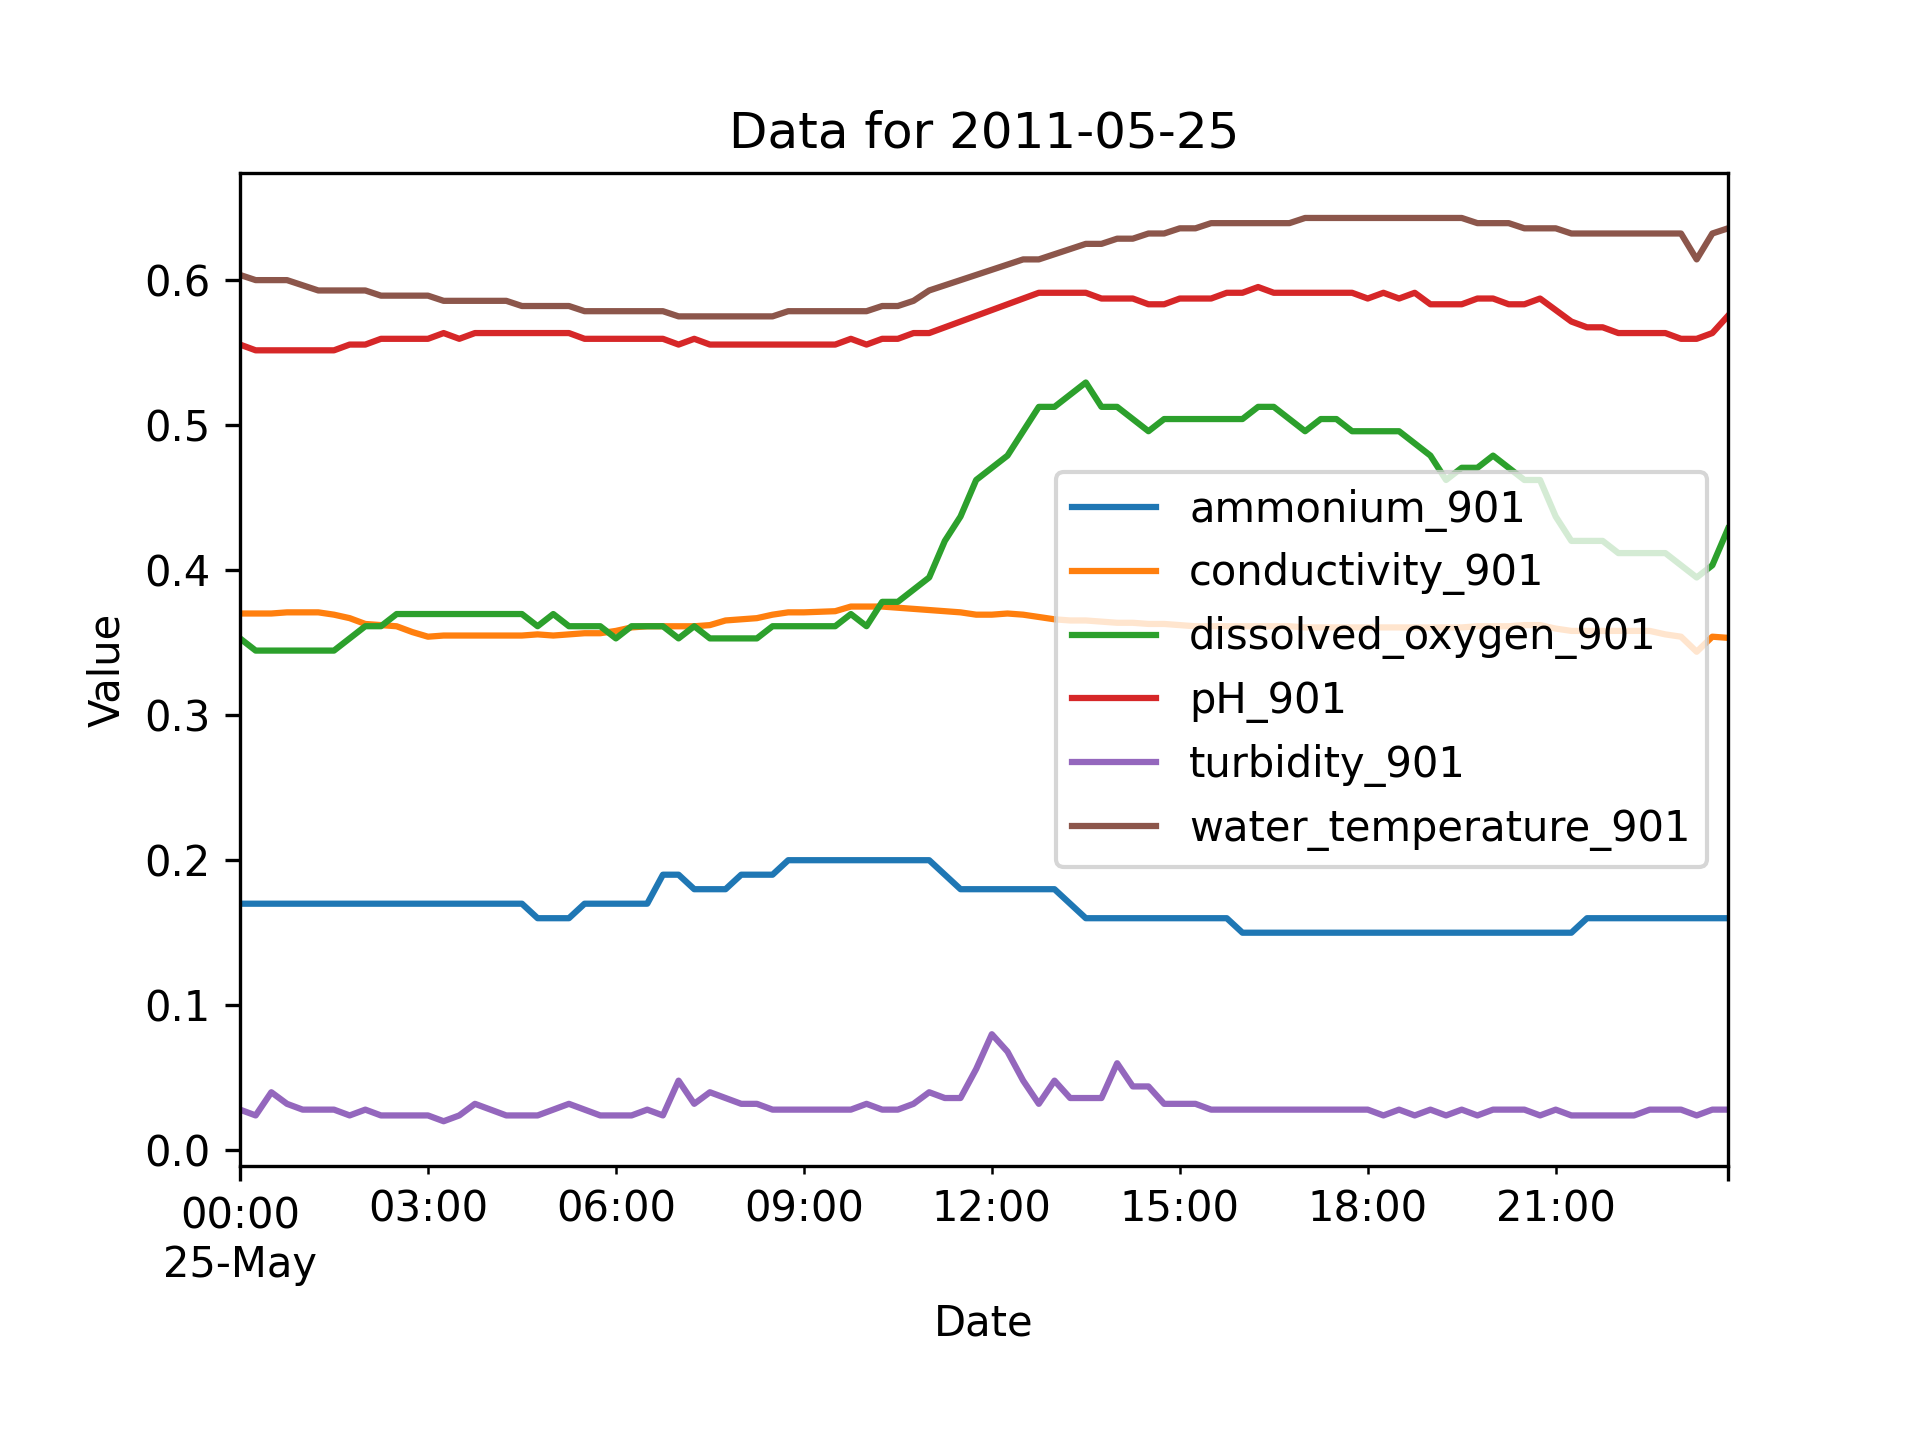 Data for 2011-05-25
Value
0.6
0.5
0.4
0.3
0.2
0.1
0.0
ammonium_901
conductivity_901
dissolved_oxygen_901
pH_901
turbidity_901
water_temperature_901
00:00 03:00 06:00 09:00 12:00 15:00 18:00 21:00
25-May
Date